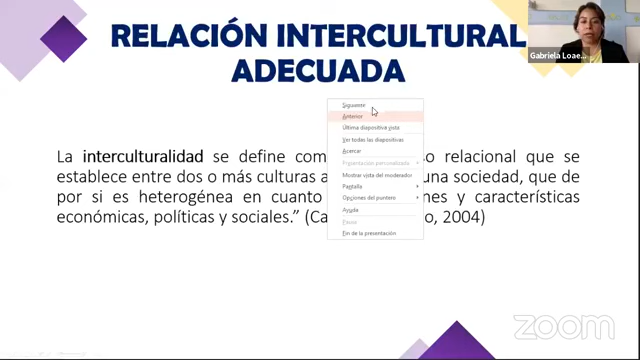 RELACIÓN INTERCULTURAL
ADECUADA
Gabriela Loae...
Siguiente
Anterior
Última diapositiva vista
Ver todas las diapositivas
Acercar
Presentación personalizada
Mostrar vista del moderador
Pantalla
Opciones del puntero
Ayuda
Pausa
Fin de la presentación
La interculturalidad se define com so relacional que se
establece entre dos o más culturas a una sociedad, que de
por si es heterogénea en cuanto nes y características
económicas, políticas y sociales.” (Ca o, 2004)
zoom